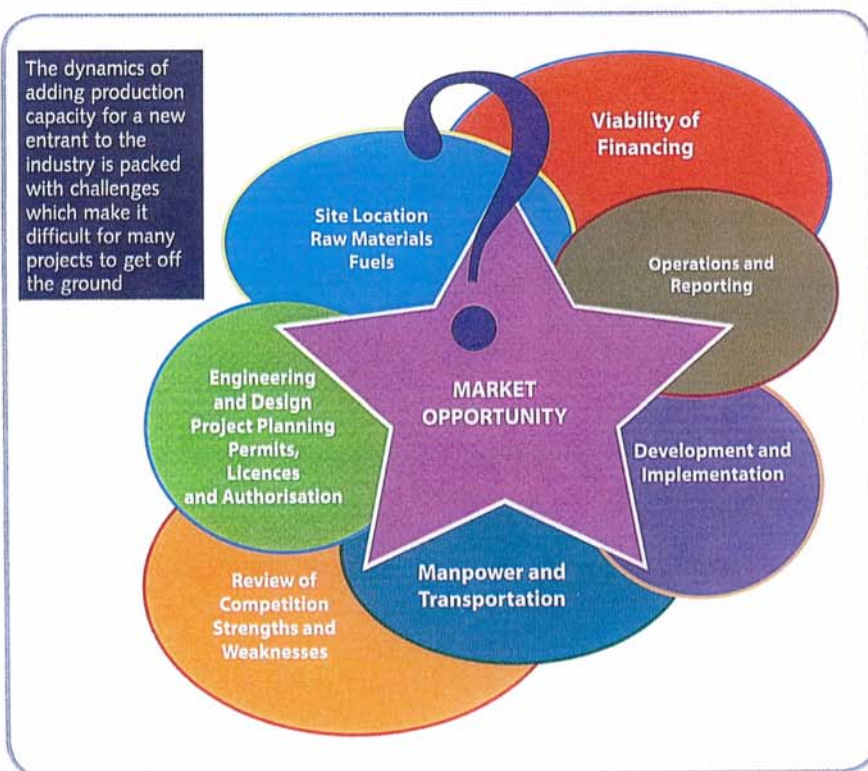 The dynamics of
adding production
capacity for a new
entrant to the
industry is packed
with challenges
which make it
difficult for many
projects to get off
the ground
?
Viability of
Financing
Site Location
Raw Materials
Fuels
Operations and
Reporting
Engineering
and Design
Project Planning
Permits,
Licences
and Authorisation
MARKET
OPPORTUNITY
Development and
Implementation
Review of
Competition
Strengths and
Weaknesses
Manpower and
Transportation